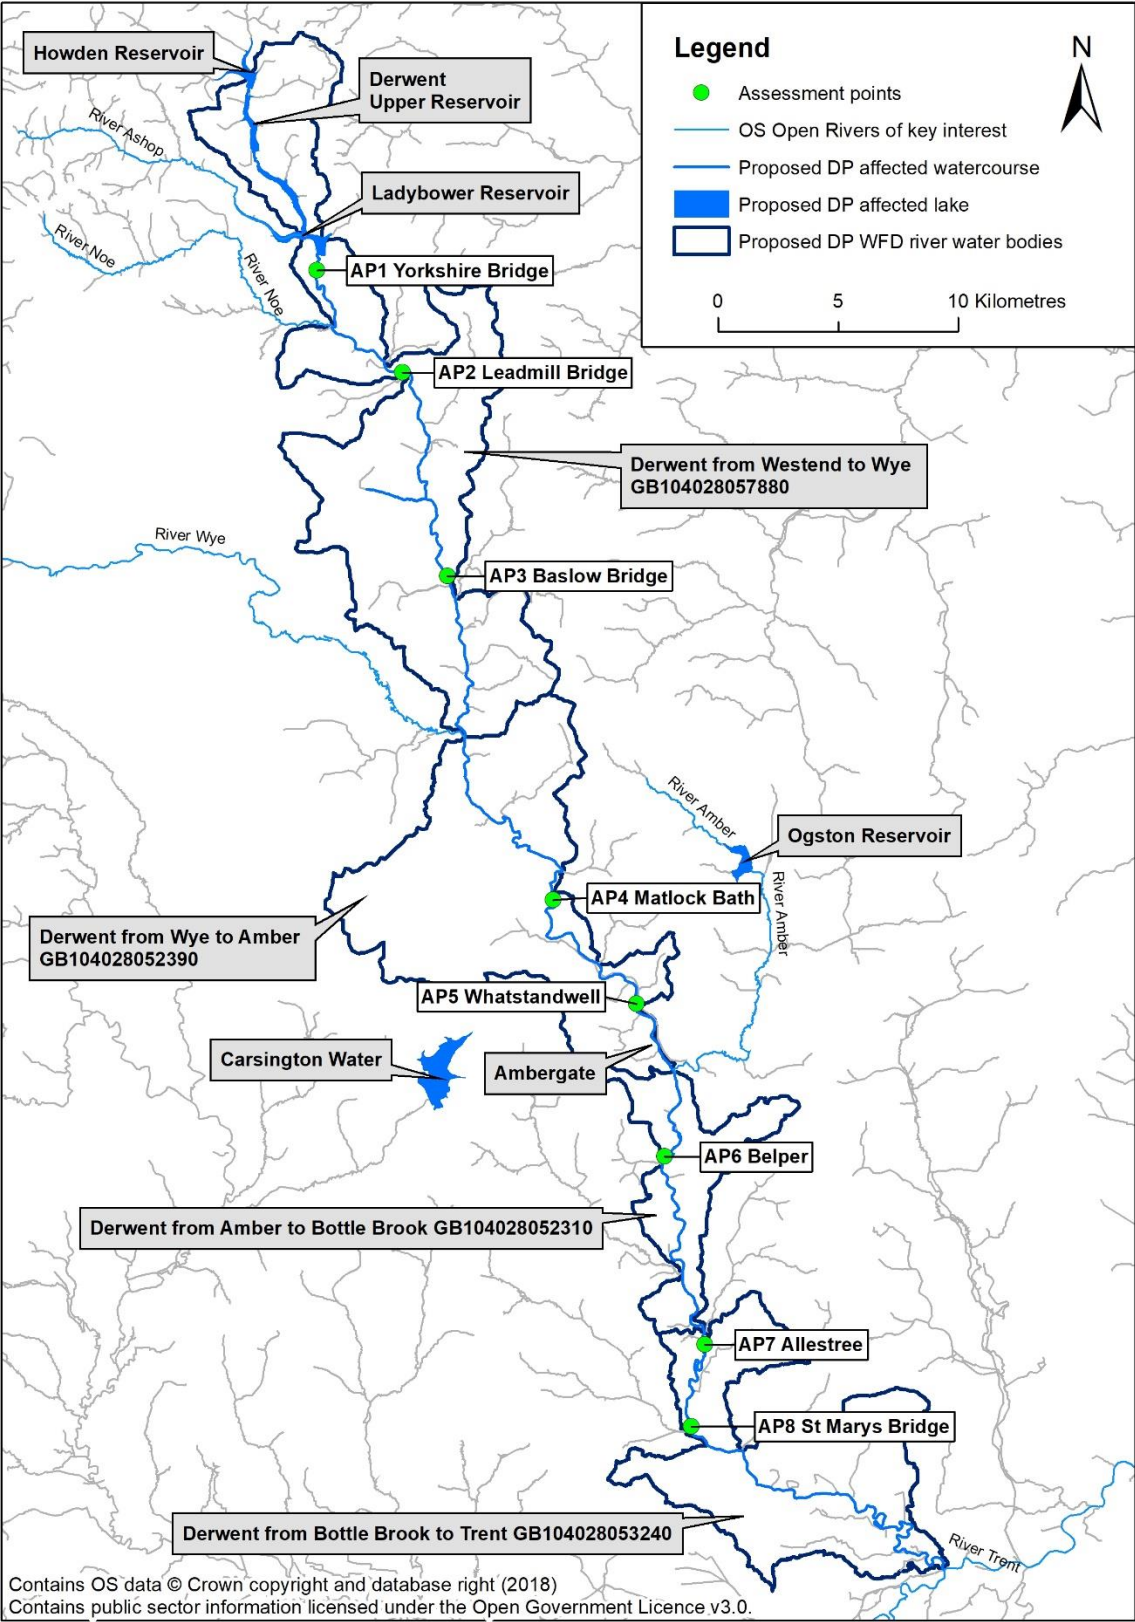 Howden Reservoir
Derwent
Upper Reservoir
River Ashop
Ladybower Reservoir
River Noe
River Noe
AP1 Yorkshire Bridge
AP2 Leadmill Bridge
Legend
N
Assessment points
OS Open Rivers of key interest
Proposed DP affected watercourse
Proposed DP affected lake
Proposed DP WFD river water bodies
0 5 10 Kilometres
Derwent from Westend to Wye
GB104028057880
River Wye
AP3 Baslow Bridge
River Amber
Ogston Reservoir
River Amber
AP4 Matlock Bath
Derwent from Wye to Amber
GB104028052390
AP5 Whatstandwell
Carsington Water
Ambergate
AP6 Belper
Derwent from Amber to Bottle Brook GB104028052310
AP7 Allestree
AP8 St Marys Bridge
Derwent from Bottle Brook to Trent GB104028053240
River Trent
Contains OS data © Crown copyright and database right (2018)
Contains public sector information licensed under the Open Government Licence v3.0.